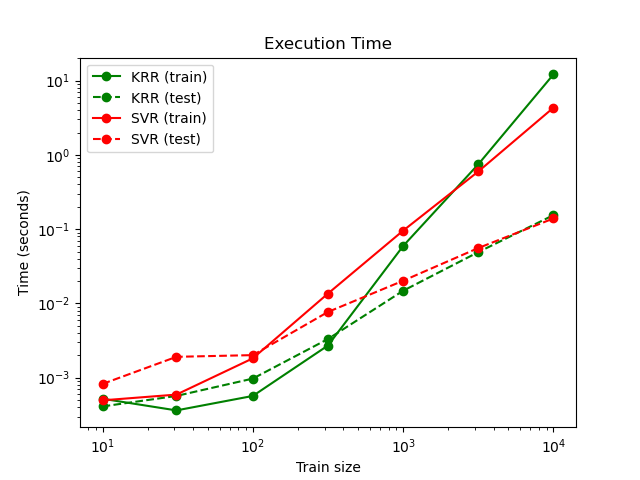 Execution Time
KRR (train)
KRR (test)
SVR (train)
SVR (test)
10¹
10⁰
10⁻¹
10⁻²
10⁻³
Time (seconds)
10¹ 10² 10³ 10⁴
Train size